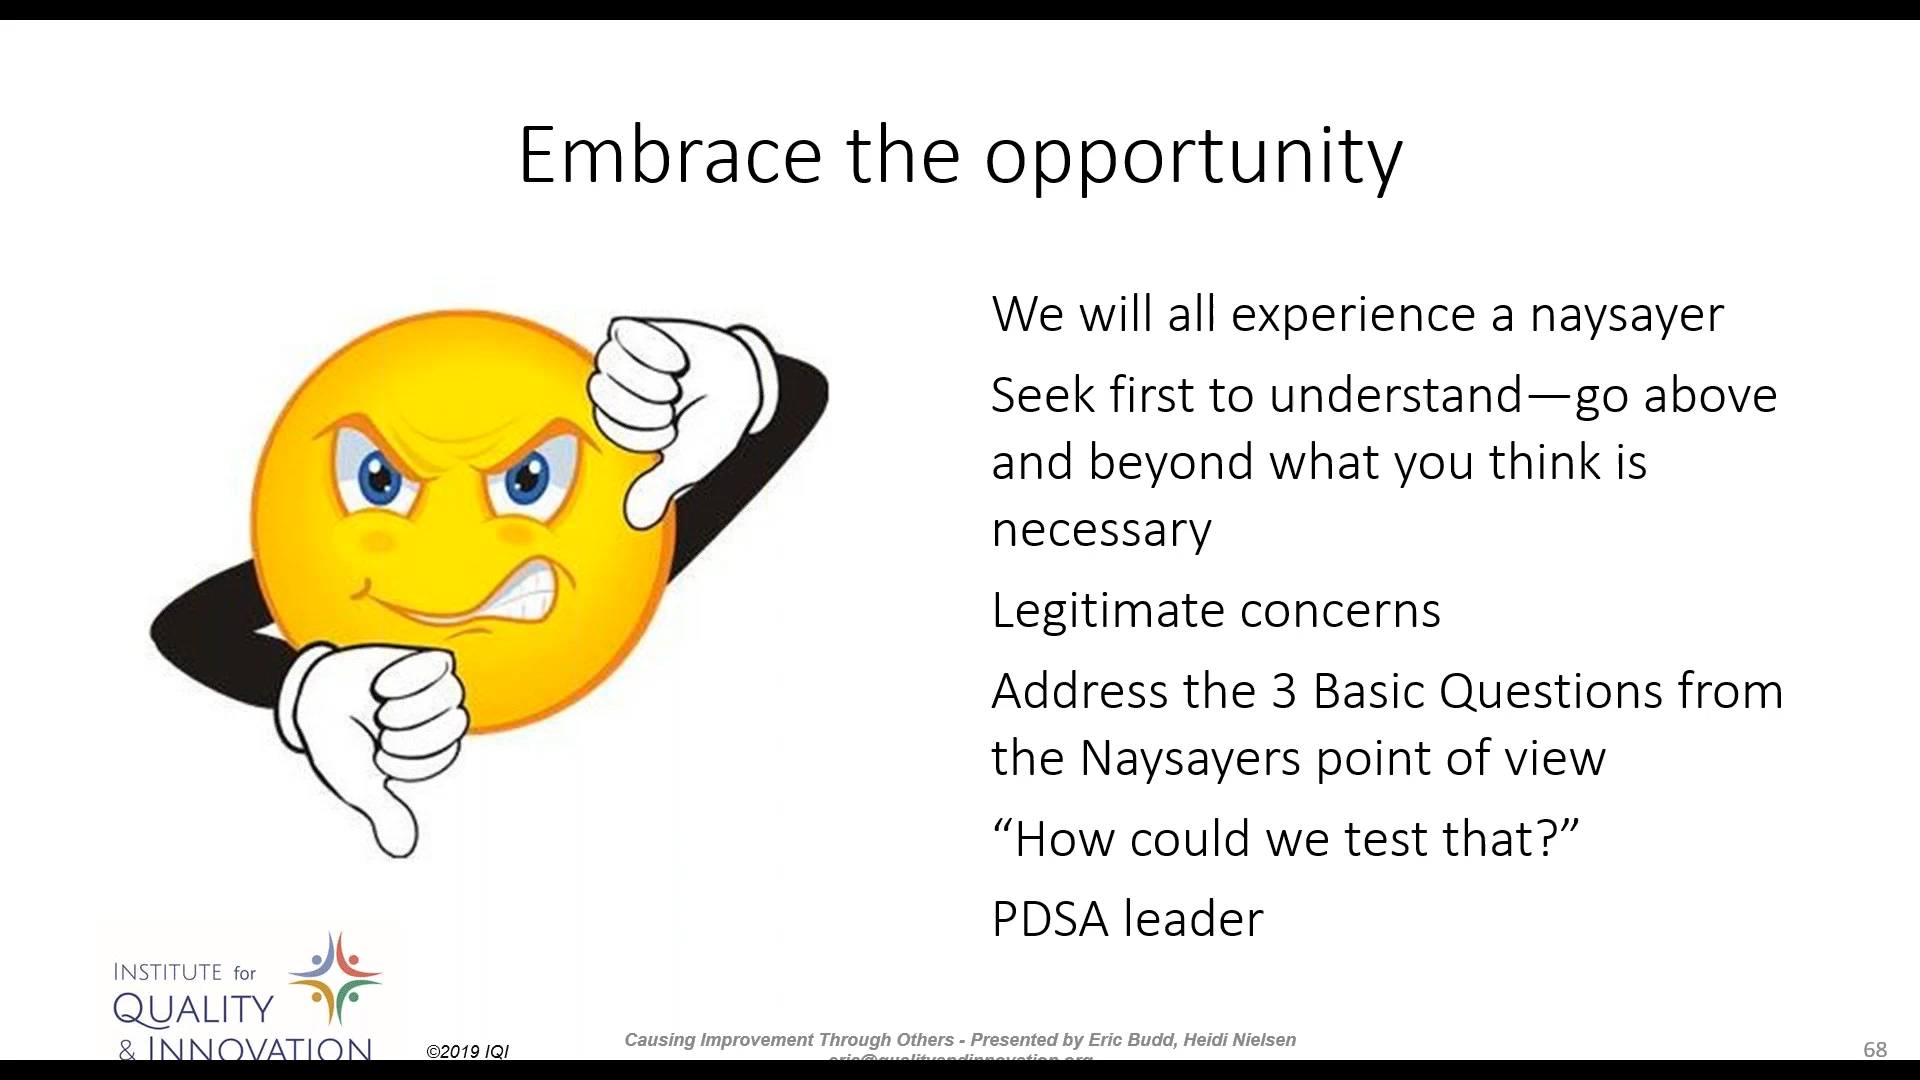 Embrace the opportunity
We will all experience a naysayer
Seek first to understand—go above
and beyond what you think is
necessary
Legitimate concerns
Address the 3 Basic Questions from
the Naysayers point of view
“How could we test that?”
PDSA leader
INSTITUTE for
QUALITY
& INNOVATION
©2019 IQI
Causing Improvement Through Others - Presented by Eric Budd, Heidi Nielsen
eric@qualityandinnovation.org
68